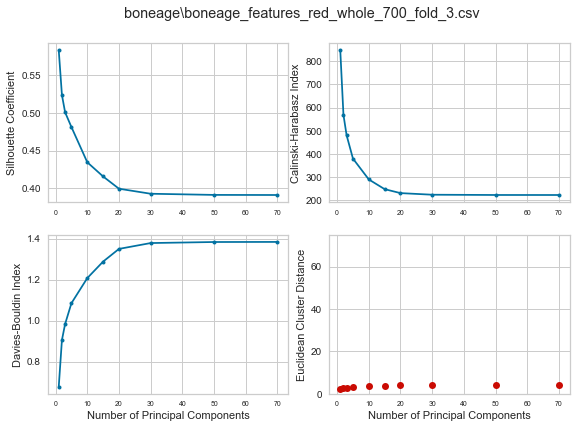 boneage\boneage_features_red_whole_700_fold_3.csv
Silhouette Coefficient
0.55
0.50
0.45
0.40
0 10 20 30 40 50 60 70
Calinski-Harabasz Index
800
700
600
500
400
300
200
0 10 20 30 40 50 60 70
Davies-Bouldin Index
1.4
1.2
1.0
0.8
0 10 20 30 40 50 60 70
Number of Principal Components
Euclidean Cluster Distance
60
40
20
0
0 10 20 30 40 50 60 70
Number of Principal Components